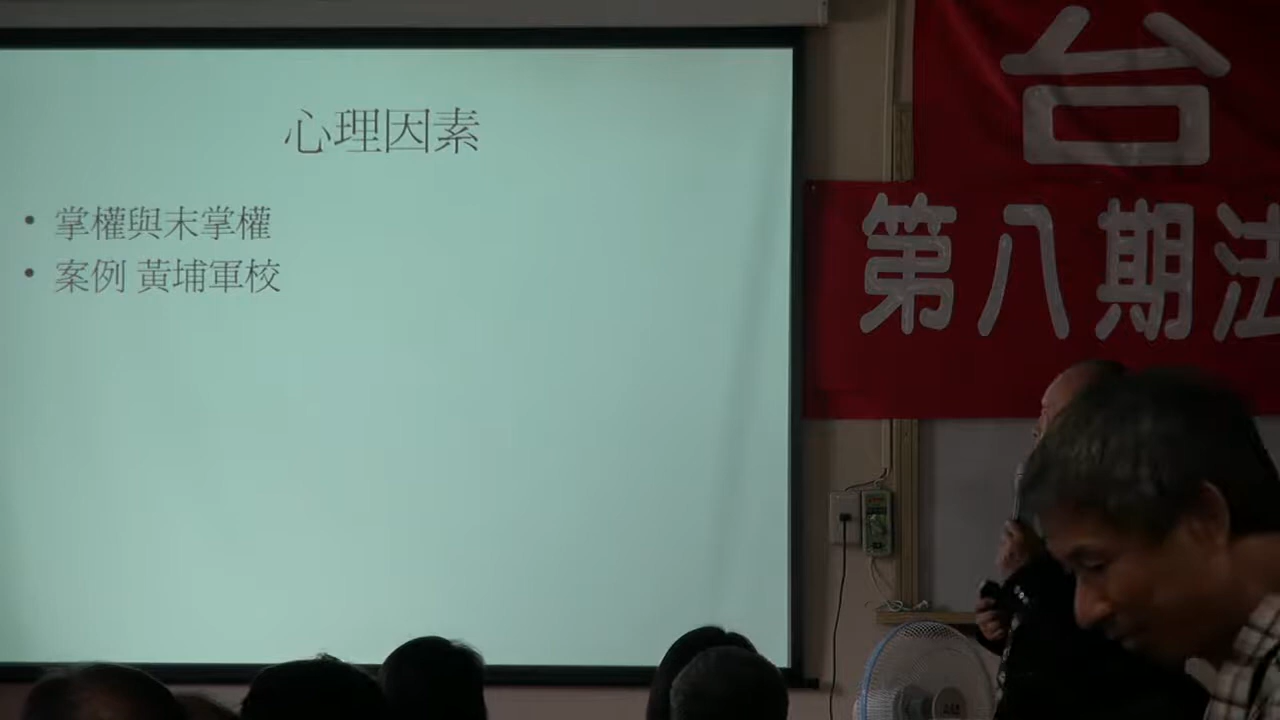 心理因素
• 掌權與末掌權
• 案例 黃埔軍校
台
第八期法